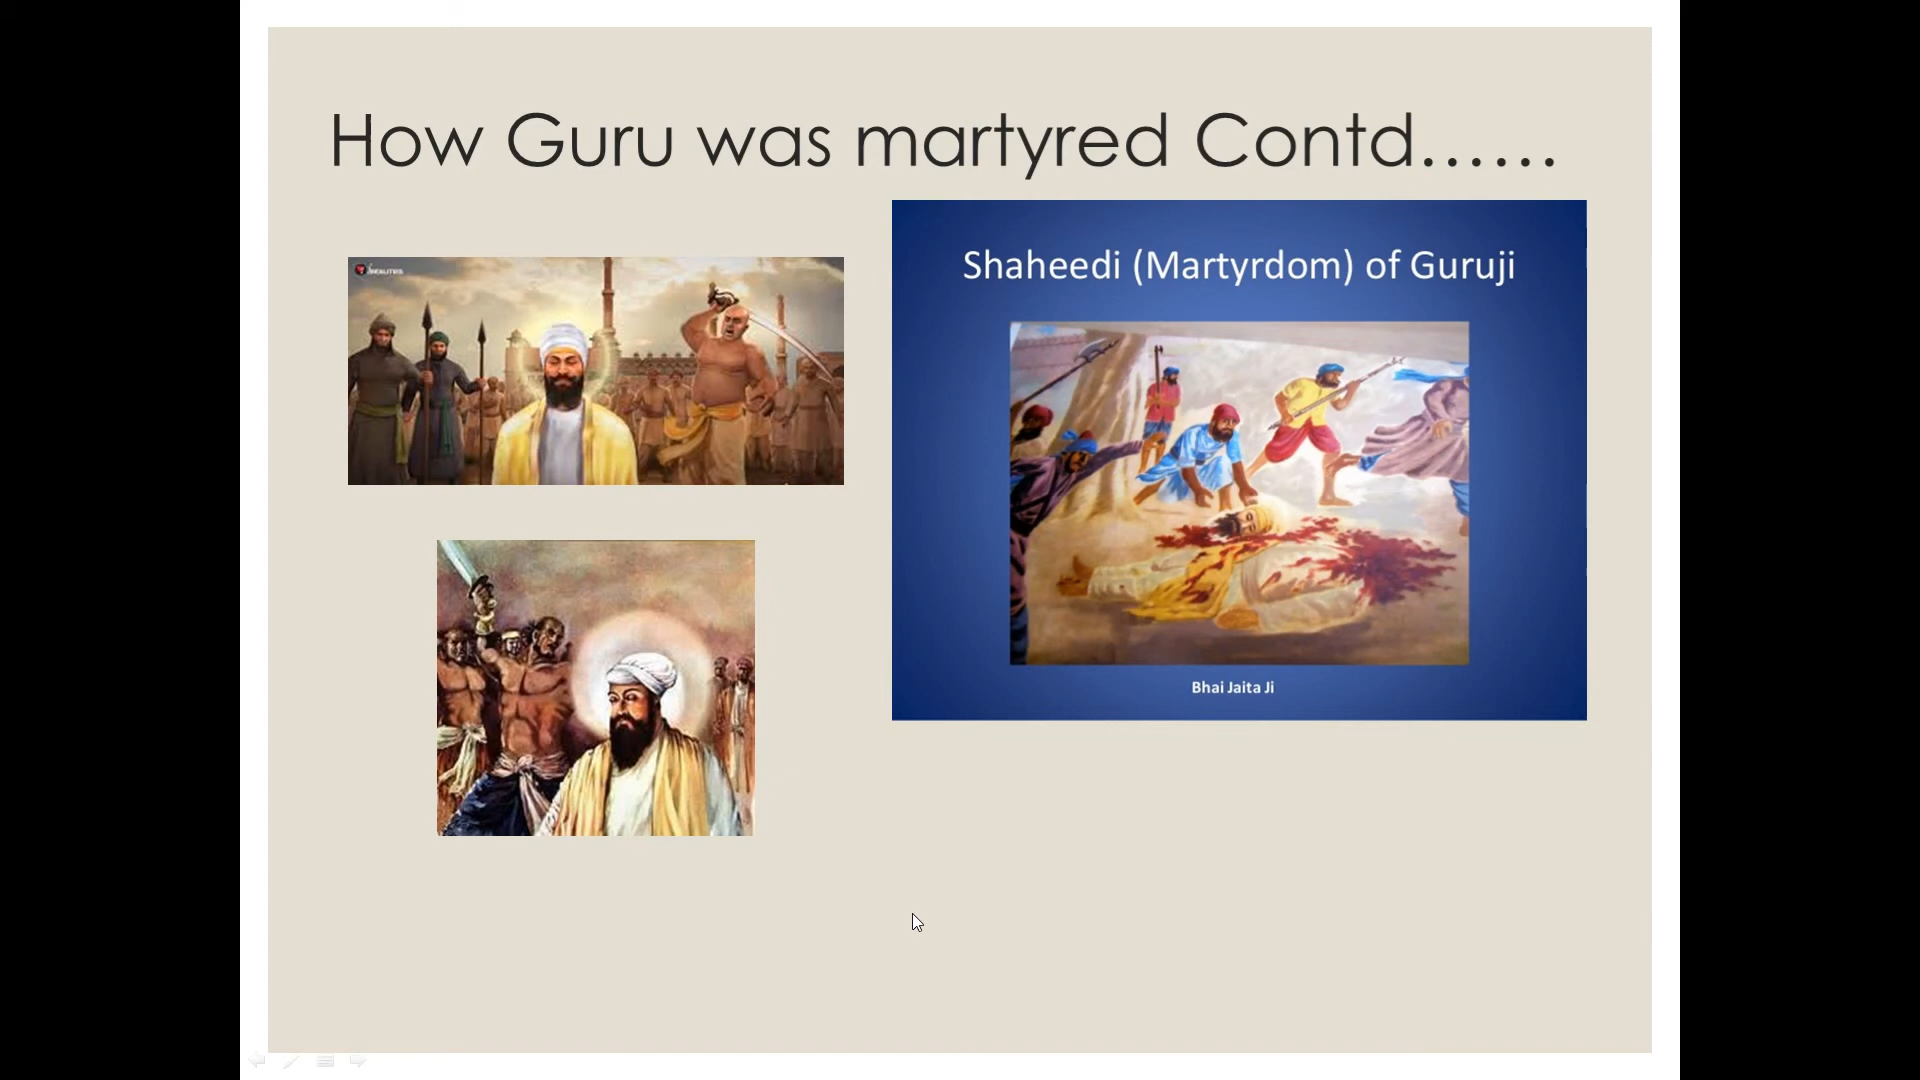 How Guru was martyred Contd......
Shaheedi (Martyrdom) of Guruji
Bhai Jaita Ji